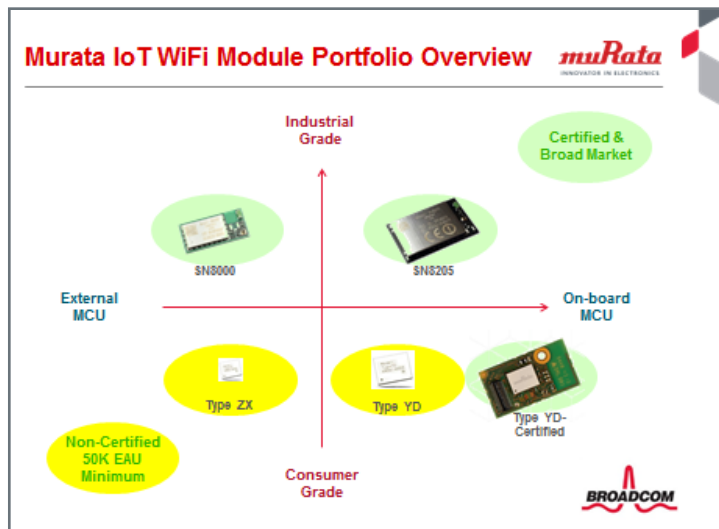 Murata IoT WiFi Module Portfolio Overview
muRata
INNOVATOR IN ELECTRONICS
Industrial
Grade
Certified &
Broad Market
SN8000
SN8205
External
MCU
On-board
MCU
Type ZX
Type YD
Type YD-
Certified
Non-Certified
50K EAU
Minimum
Consumer
Grade
BROADCOM